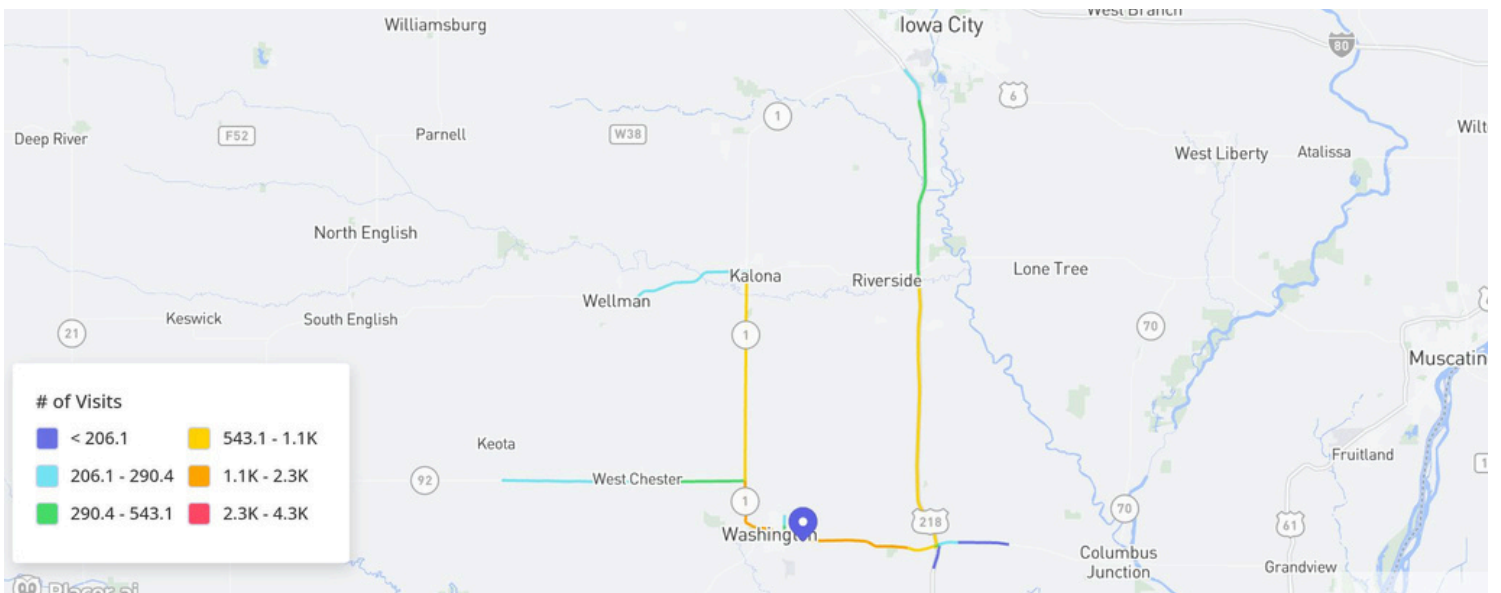 West Branch
Williamsburg
Iowa City
80
6
1
Deep River
F52
Parnell
W38
West Liberty
Atalissa
Wilt
North English
Kalona
Riverside
Lone Tree
Wellman
Keswick
South English
21
1
70
Muscatin
# of Visits
< 206.1
543.1 - 1.1K
206.1 - 290.4
1.1K - 2.3K
290.4 - 543.1
2.3K - 4.3K
Keota
92
West Chester
1
Fruitland
1
70
61
218
Washington
Columbus
Junction
Grandview
Placer.ai